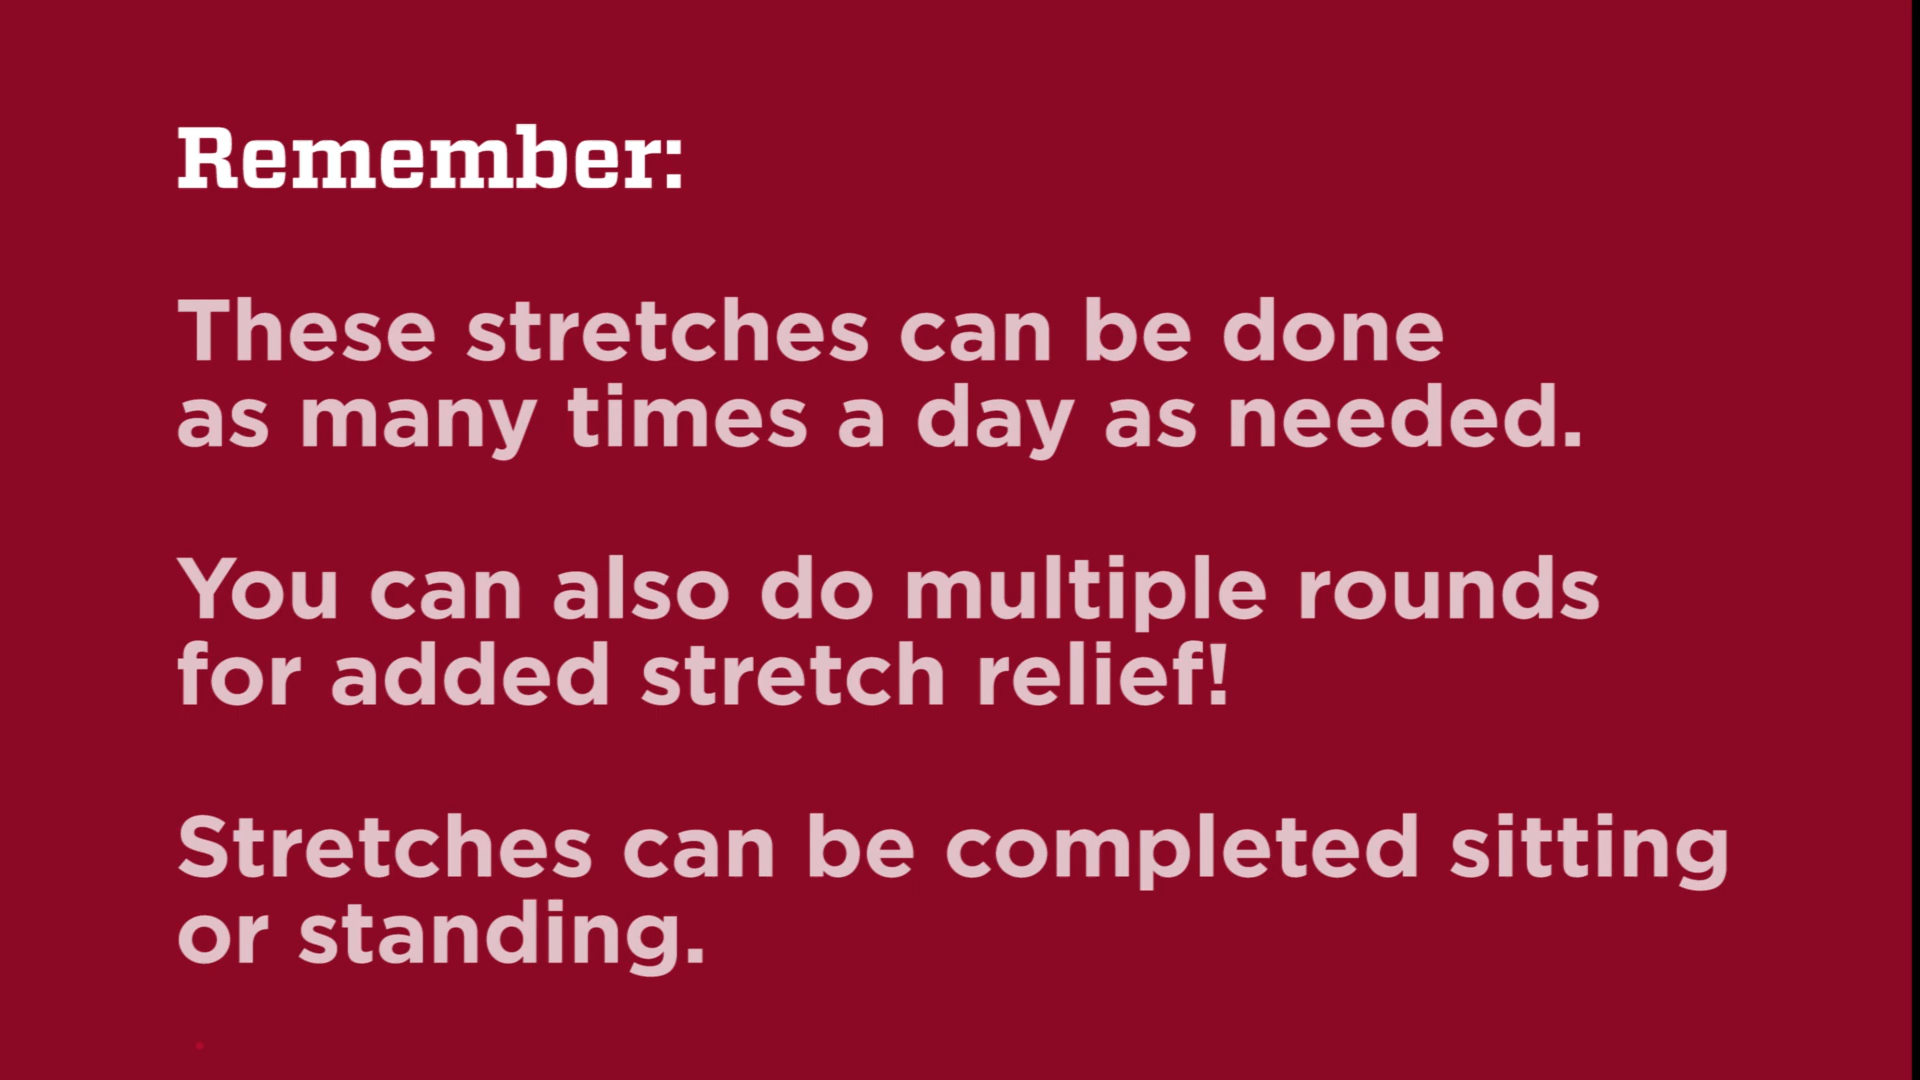 Remember:
These stretches can be done
as many times a day as needed.
You can also do multiple rounds
for added stretch relief!
Stretches can be completed sitting
or standing.